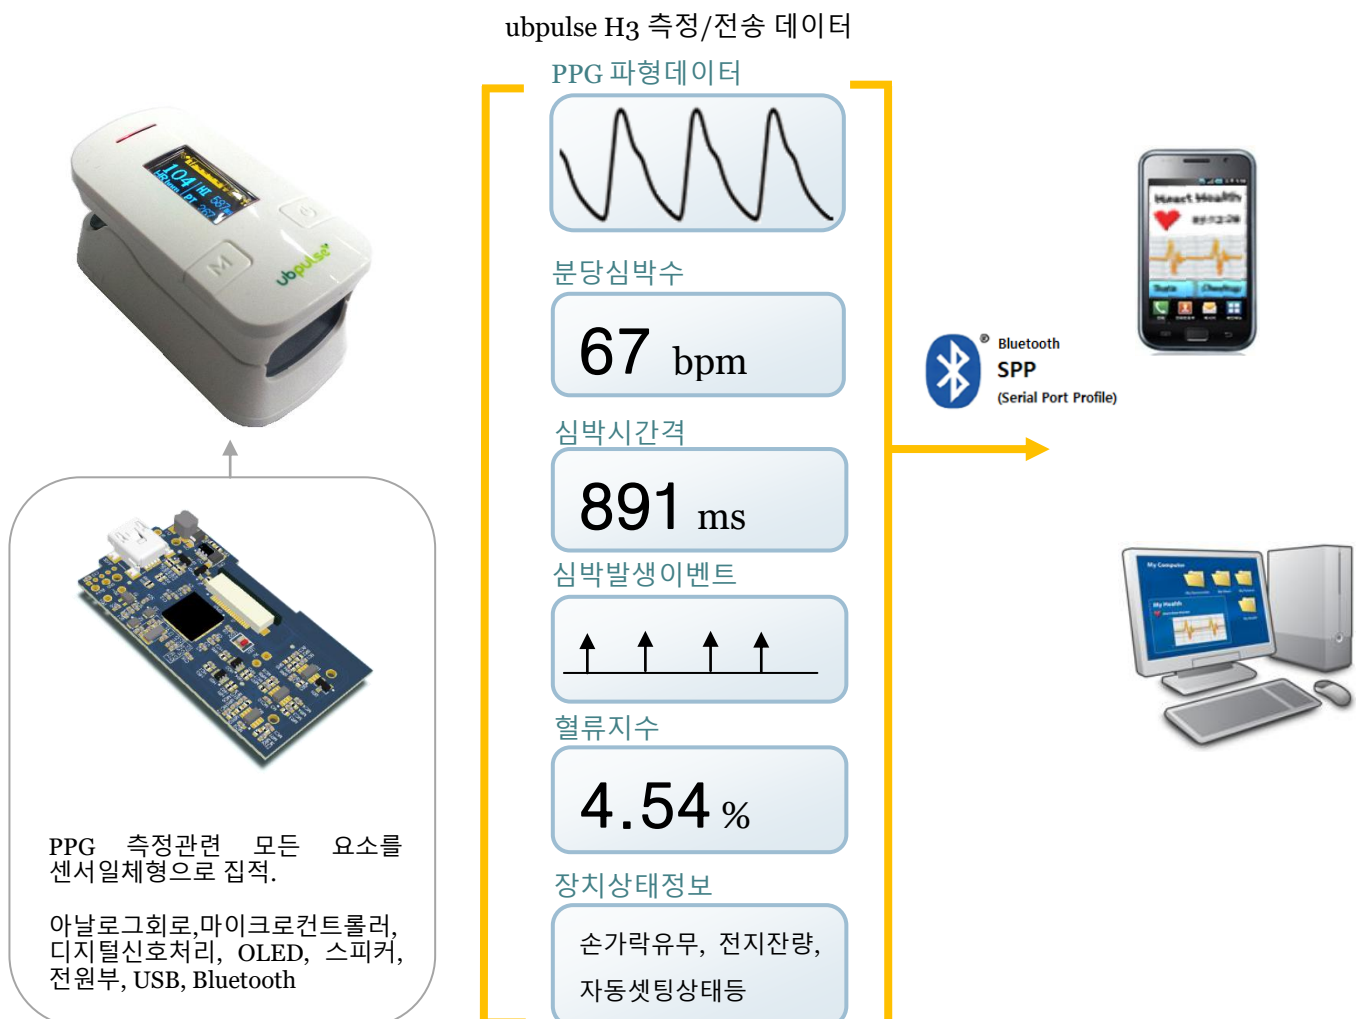 ubpulse H3 측정/전송 데이터
PPG 파형데이터
분당심박수
67 bpm
심박시간격
891 ms
심박발생이벤트
혈류지수
4.54 %
장치상태정보
손가락유무, 전지잔량,
자동셋팅상태등
104
HI 587
PI 267
M
ubpulse
PPG 측정관련 모든 요소를
센서일체형으로 집적.
아날로그회로,마이크로컨트롤러,
디지털신호처리, OLED, 스피커,
전원부, USB, Bluetooth
® Bluetooth
SPP
(Serial Port Profile)
Heart Health
My Computer
My Health